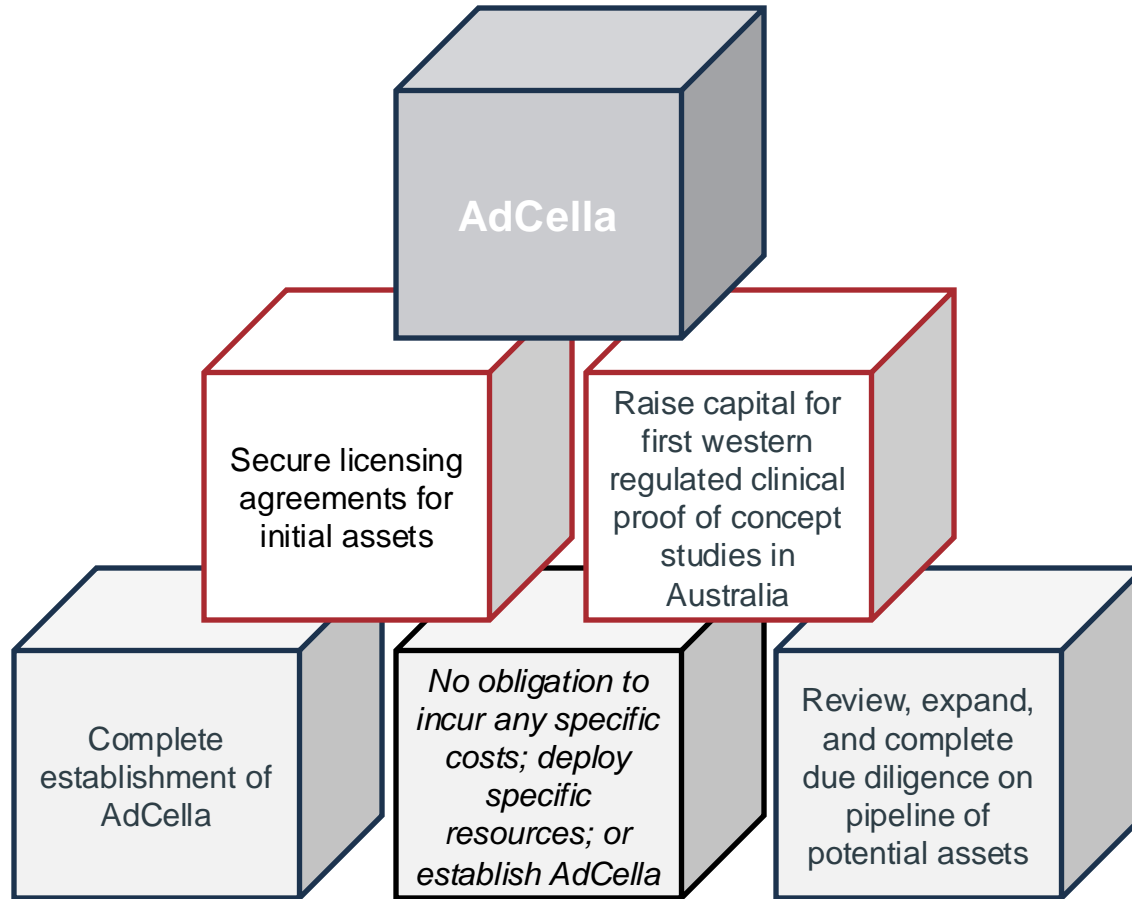 AdCella
Secure licensing
agreements for
initial assets
Raise capital for
first western
regulated clinical
proof of concept
studies in
Australia
Complete
establishment of
AdCella
No obligation to
incur any specific
costs; deploy
specific
resources; or
establish AdCella
Review, expand,
and complete
due diligence on
pipeline of
potential assets